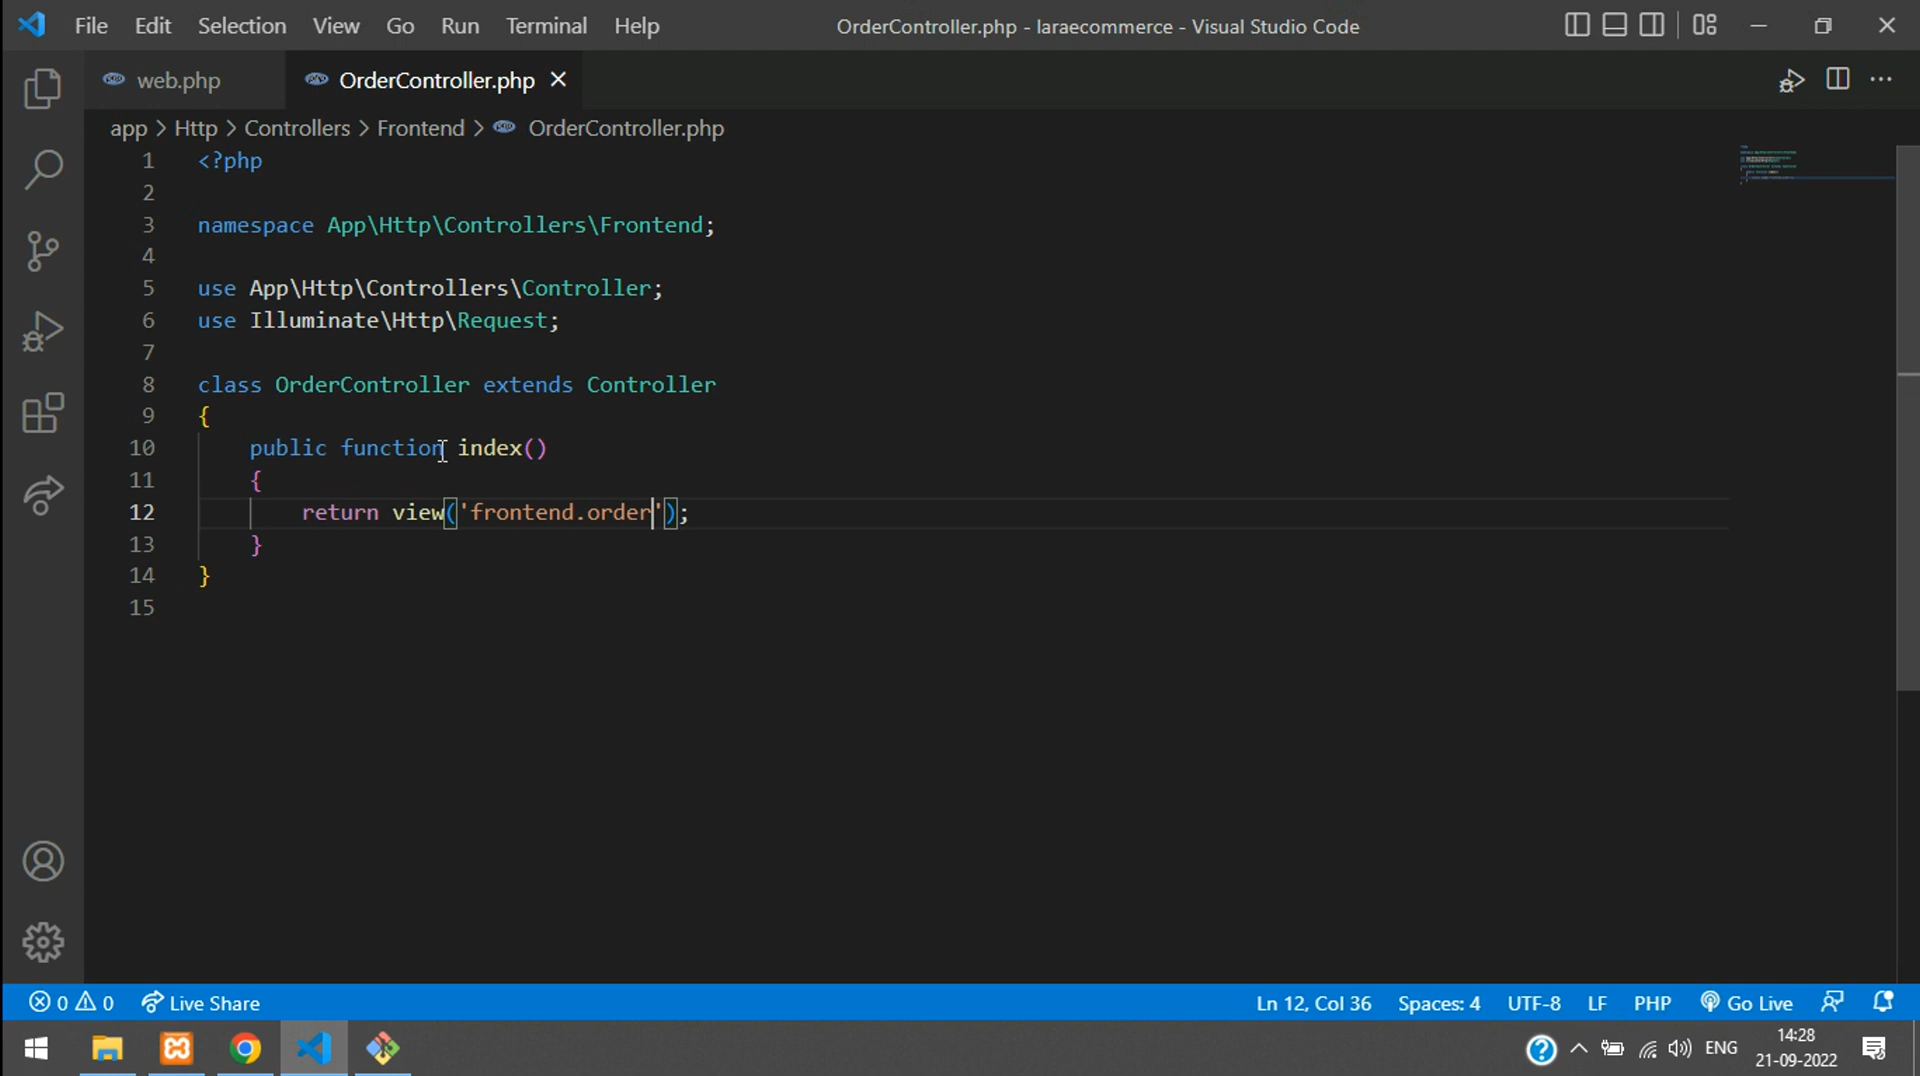 File Edit Selection View Go Run Terminal Help OrderController.php - laraecommerce - Visual Studio Code
web.php OrderController.php
app > Http > Controllers > Frontend > OrderController.php
1 <?php
2
3 namespace App\Http\Controllers\Frontend;
4
5 use App\Http\Controllers\Controller;
6 use Illuminate\Http\Request;
7
8 class OrderController extends Controller
9 {
10 public function index()
11 {
12 return view('frontend.order');
13 }
14 }
15
0 0 Live Share Ln 12, Col 36 Spaces: 4 UTF-8 LF PHP Go Live
ENG 14:28
21-09-2022